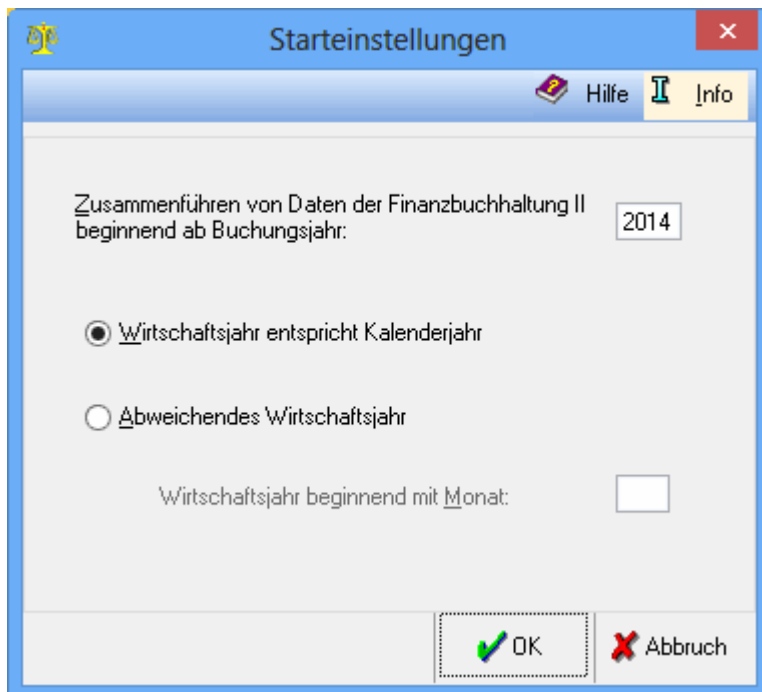 Starteinstellungen
Hilfe Info
Zusammenführen von Daten der Finanzbuchhaltung II
beginnend ab Buchungsjahr: 2014
Wirtschaftsjahr entspricht Kalenderjahr
Abweichendes Wirtschaftsjahr
Wirtschaftsjahr beginnend mit Monat:
OK Abbruch